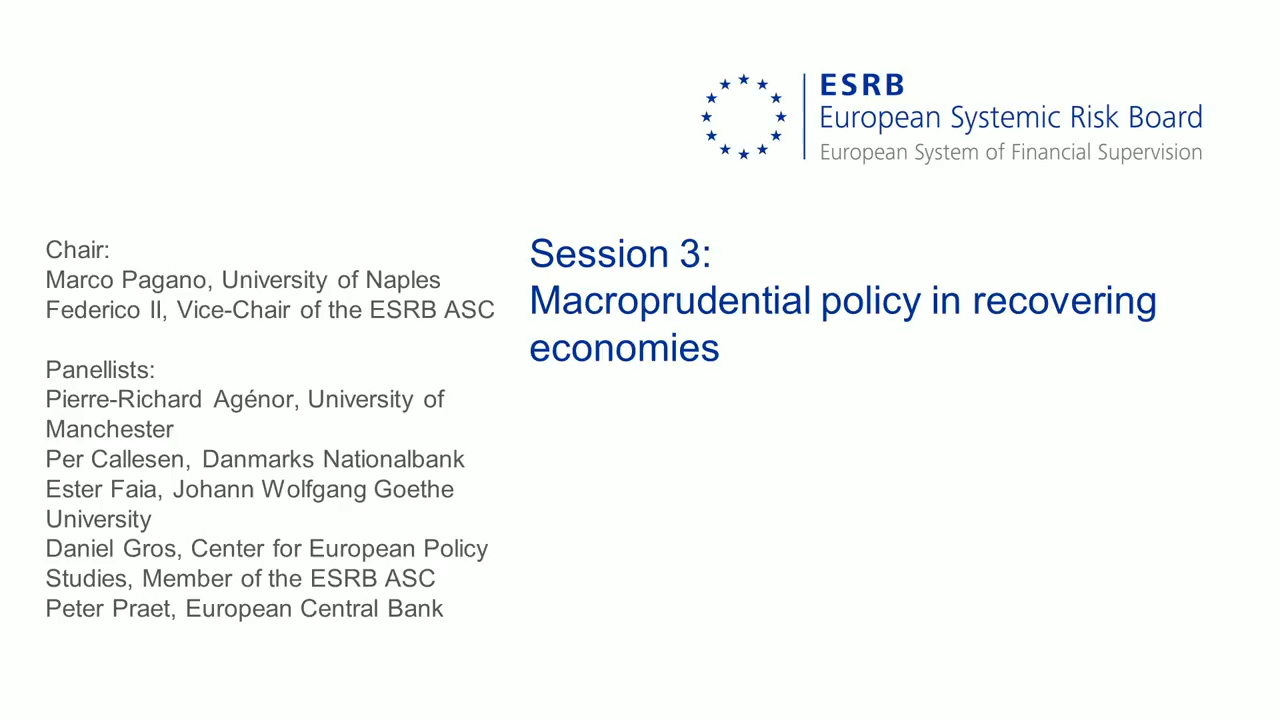 ESRB
European Systemic Risk Board
European System of Financial Supervision
Chair:
Marco Pagano, University of Naples
Federico II, Vice-Chair of the ESRB ASC
Panellists:
Pierre-Richard Agénor, University of
Manchester
Per Callesen, Danmarks Nationalbank
Ester Faia, Johann Wolfgang Goethe
University
Daniel Gros, Center for European Policy
Studies, Member of the ESRB ASC
Peter Praet, European Central Bank
Session 3:
Macroprudential policy in recovering
economies